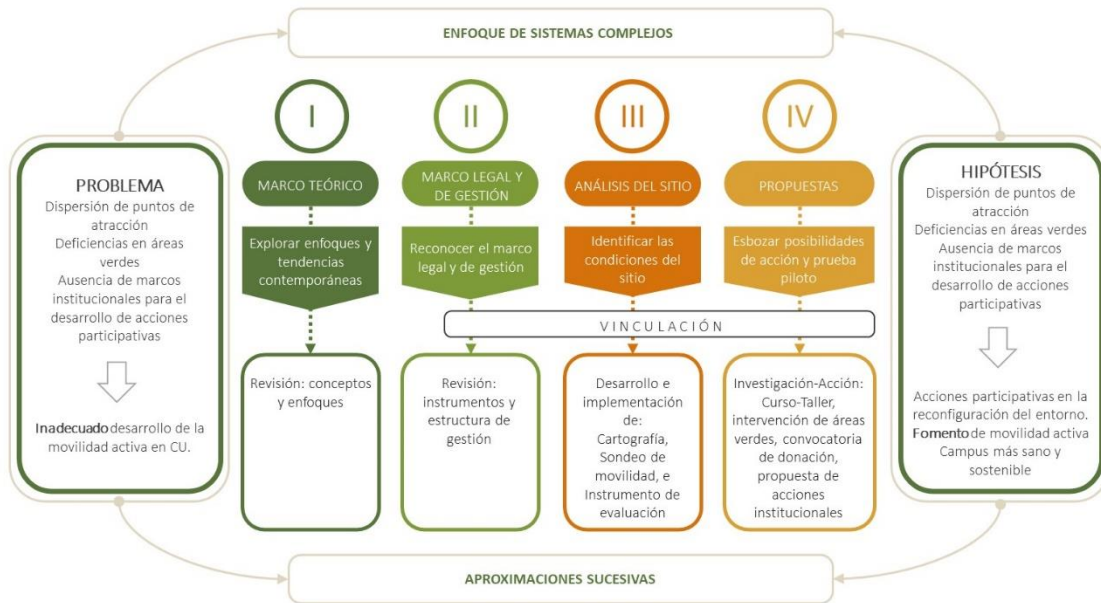 ENFOQUE DE SISTEMAS COMPLEJOS
PROBLEMA
Dispersión de puntos de
atracción
Deficiencias en áreas
verdes
Ausencia de marcos
institucionales para el
desarrollo de acciones
participativas
Inadecuado desarrollo de la
movilidad activa en CU.
I
MARCO TEÓRICO
Explorar enfoques y
tendencias
contemporáneas
Revisión: conceptos
y enfoques
II
MARCO LEGAL Y
DE GESTIÓN
Reconocer el marco
legal y de gestión
Revisión:
instrumentos y
estructura de
gestión
III
ANÁLISIS DEL SITIO
Identificar las
condiciones del
sitio
Desarrollo e
implementación
de:
Cartografía,
Sondeo de
movilidad, e
Instrumento de
evaluación
IV
PROPUESTAS
Esbozar posibilidades
de acción y prueba
piloto
Investigación-Acción:
Curso-Taller,
intervención de áreas
verdes, convocatoria
de donación,
propuesta de
acciones
institucionales
VINCULACIÓN
HIPÓTESIS
Dispersión de puntos de
atracción
Deficiencias en áreas verdes
Ausencia de marcos
institucionales para el
desarrollo de acciones
participativas
Acciones participativas en la
reconfiguración del entorno.
Fomento de movilidad activa
Campus más sano y
sostenible
APROXIMACIONES SUCESIVAS